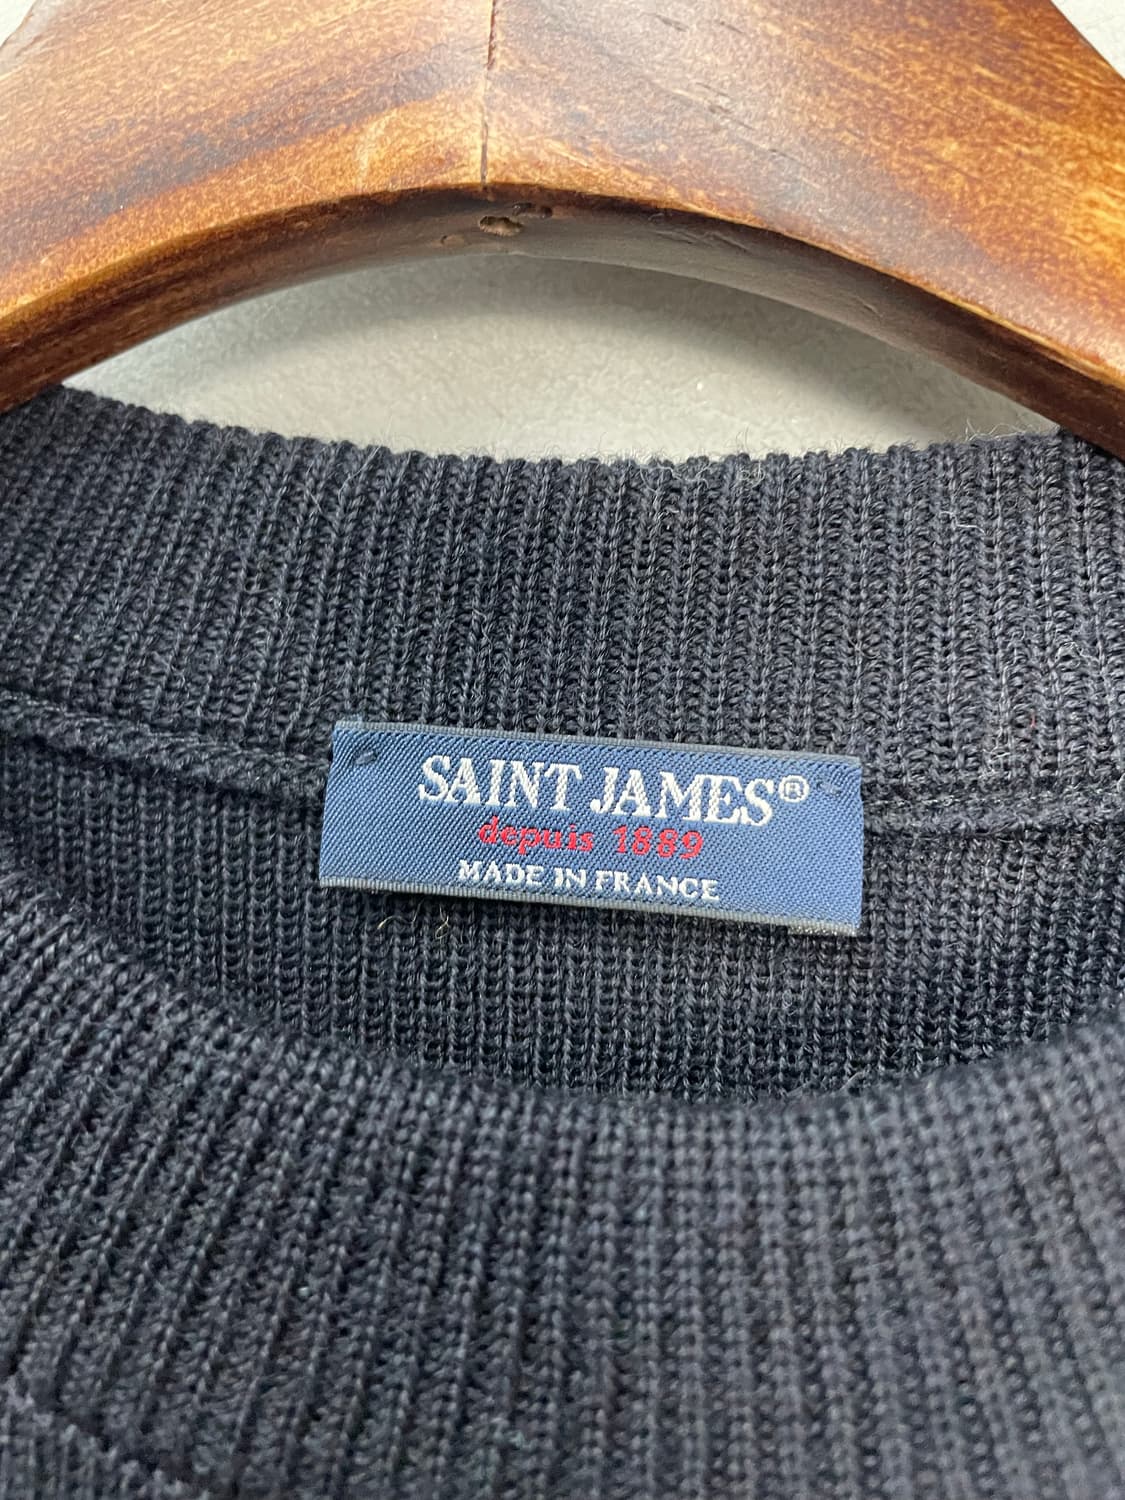 SAINT JAMES®
depuis 1889
MADE IN FRANCE